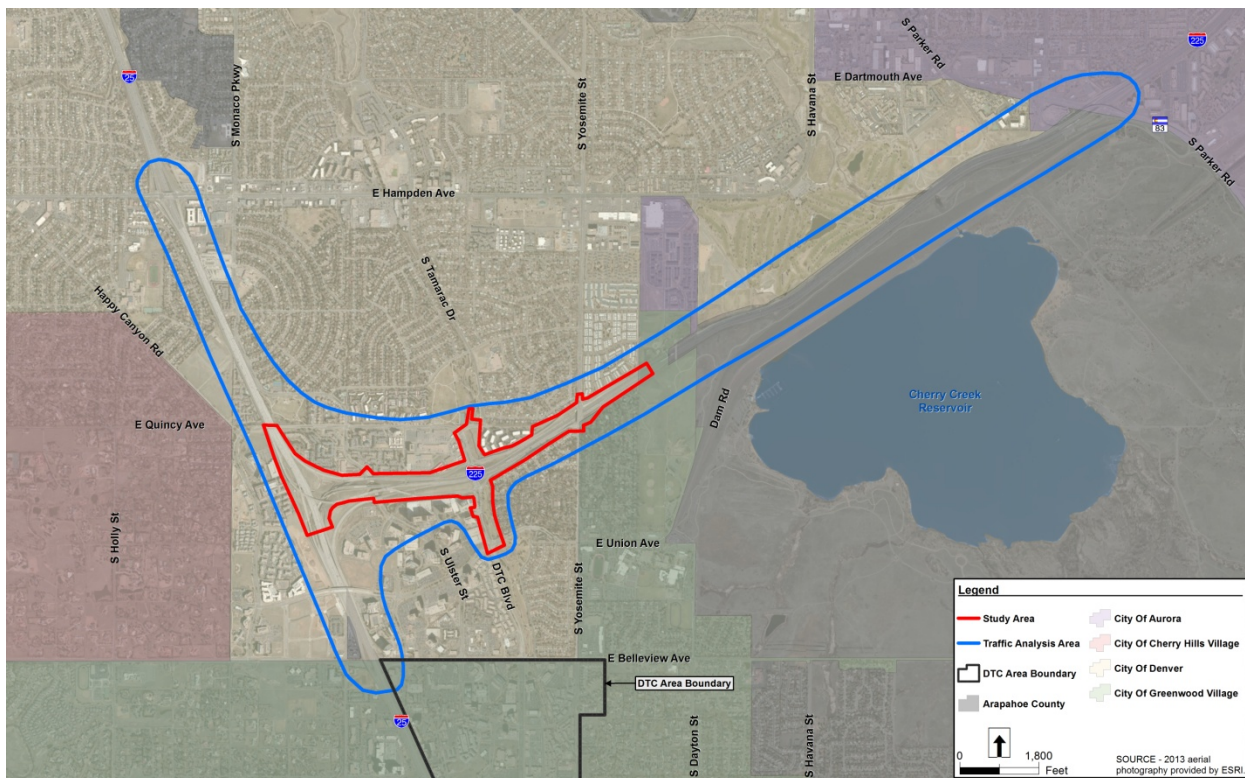 S Parker Rd
225
25
S Monaco Pkwy
S Yosemite St
S Havana St
E Dartmouth Ave
83
S Parker Rd
E Hampden Ave
S Tamarac Dr
Happy Canyon Rd
Cherry Creek
Reservoir
Dam Rd
E Quincy Ave
225
S Holly St
E Union Ave
S Ulster St
DTC Blvd
S Yosemite St
E Belleview Ave
DTC Area Boundary
25
S Dayton St
S Havana St
Legend
Study Area
Traffic Analysis Area
DTC Area Boundary
Arapahoe County
City Of Aurora
City Of Cherry Hills Village
City Of Denver
City Of Greenwood Village
0 1,800
Feet
SOURCE - 2013 aerial
photography provided by ESRI